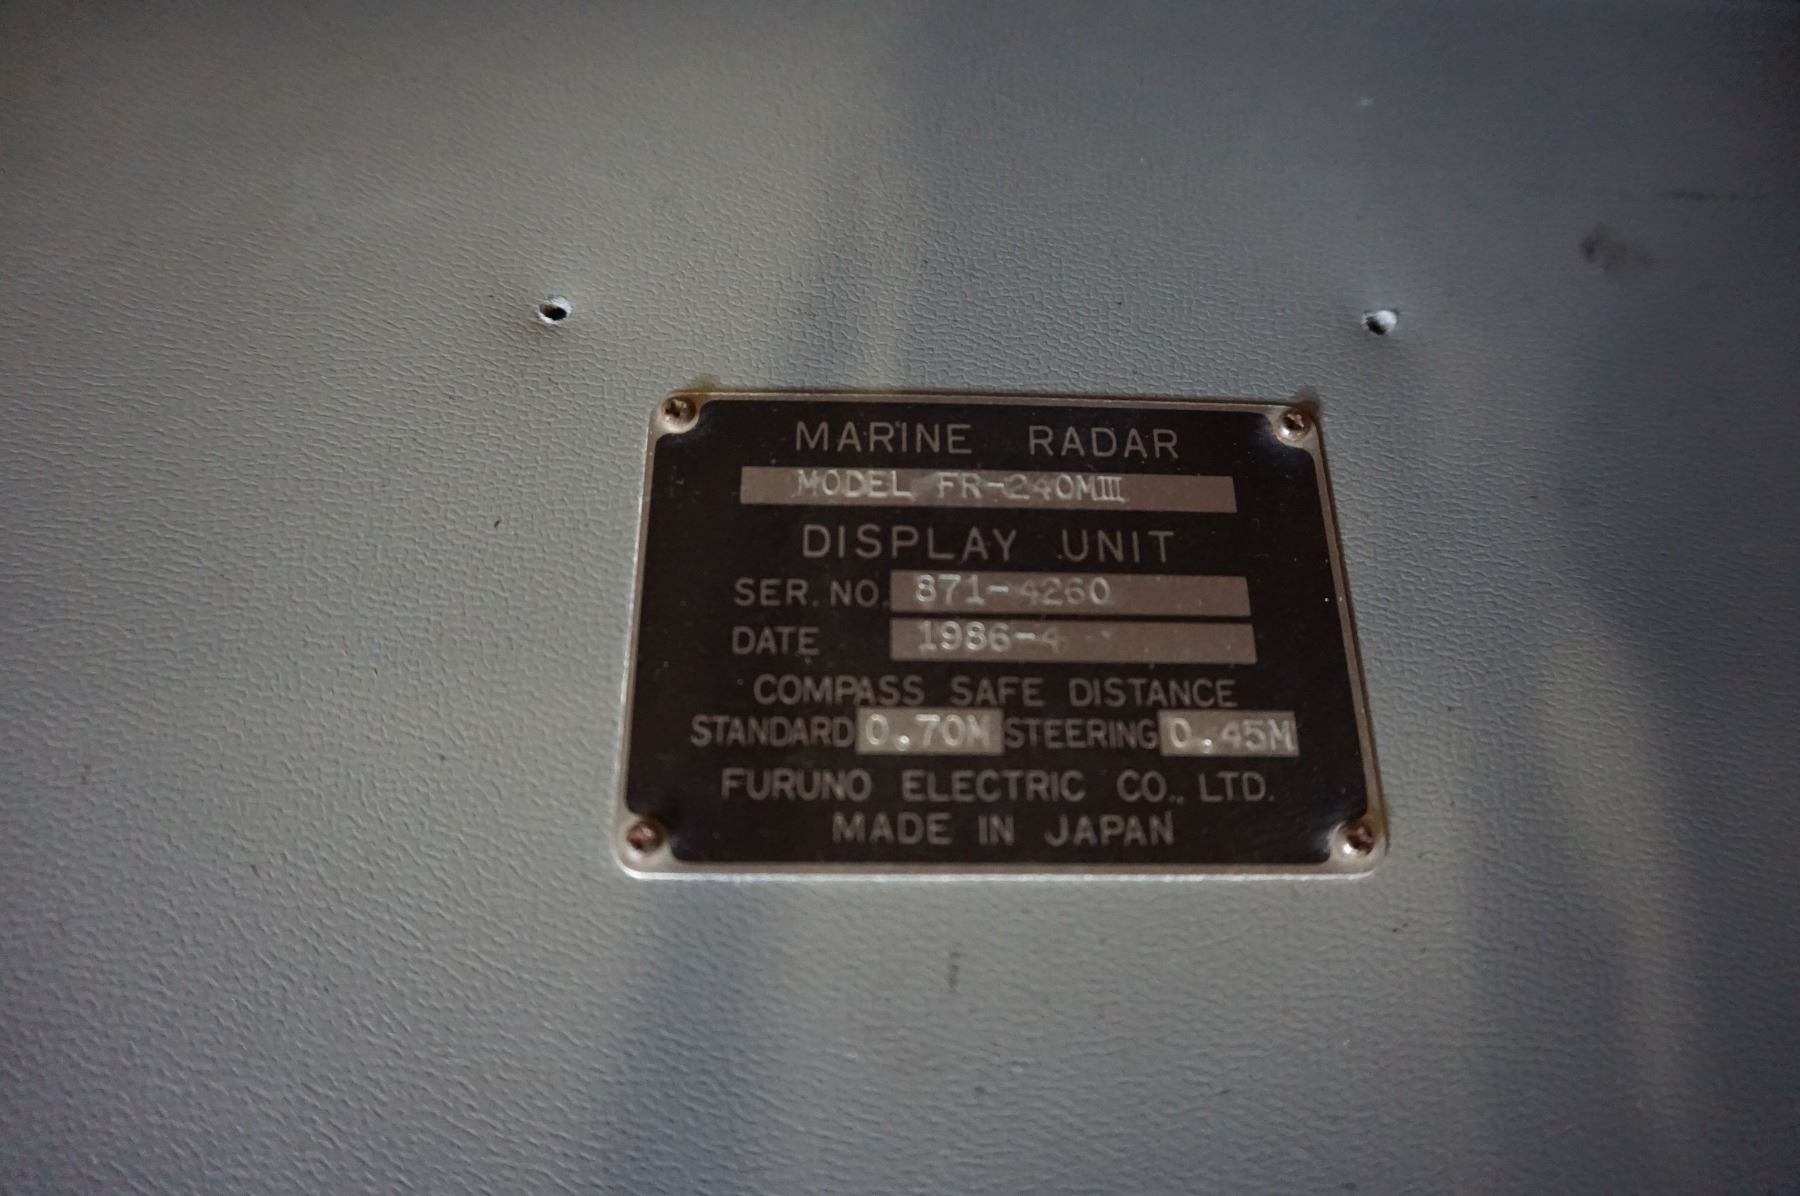 MARINE RADAR
MODEL FR-240MIII
DISPLAY UNIT
SER. NO. 871-4260
DATE 1986-4
COMPASS SAFE DISTANCE
STANDARD 0.70M STEERING 0.45M
FURUNO ELECTRIC CO., LTD.
MADE IN JAPAN